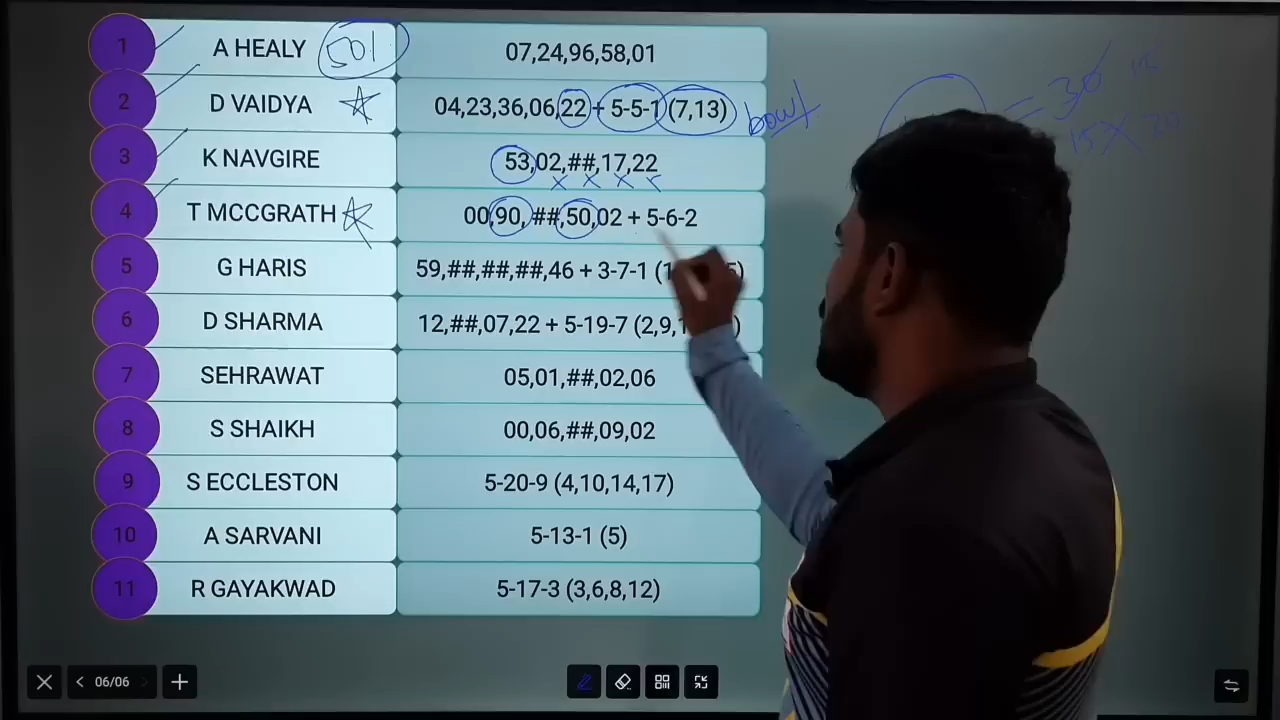 1 A HEALY 501 07,24,96,58,01
2 D VAIDYA 04,23,36,06,22 + 5-5-1 (7,13) bowl
= 30
15 X
3 K NAVGIRE 53,02,##,17,22
4 T MCCGRATH 00,90, ##,50,02 + 5-6-2
5 G HARIS 59,##,##,##,46 + 3-7-1
6 D SHARMA 12,##,07,22 + 5-19-7 (2,9,
7 SEHRAWAT 05,01,##,02,06
8 S SHAIKH 00,06,##,09,02
9 S ECCLESTON 5-20-9 (4,10,14,17)
10 A SARVANI 5-13-1 (5)
11 R GAYAKWAD 5-17-3 (3,6,8,12)
06/06